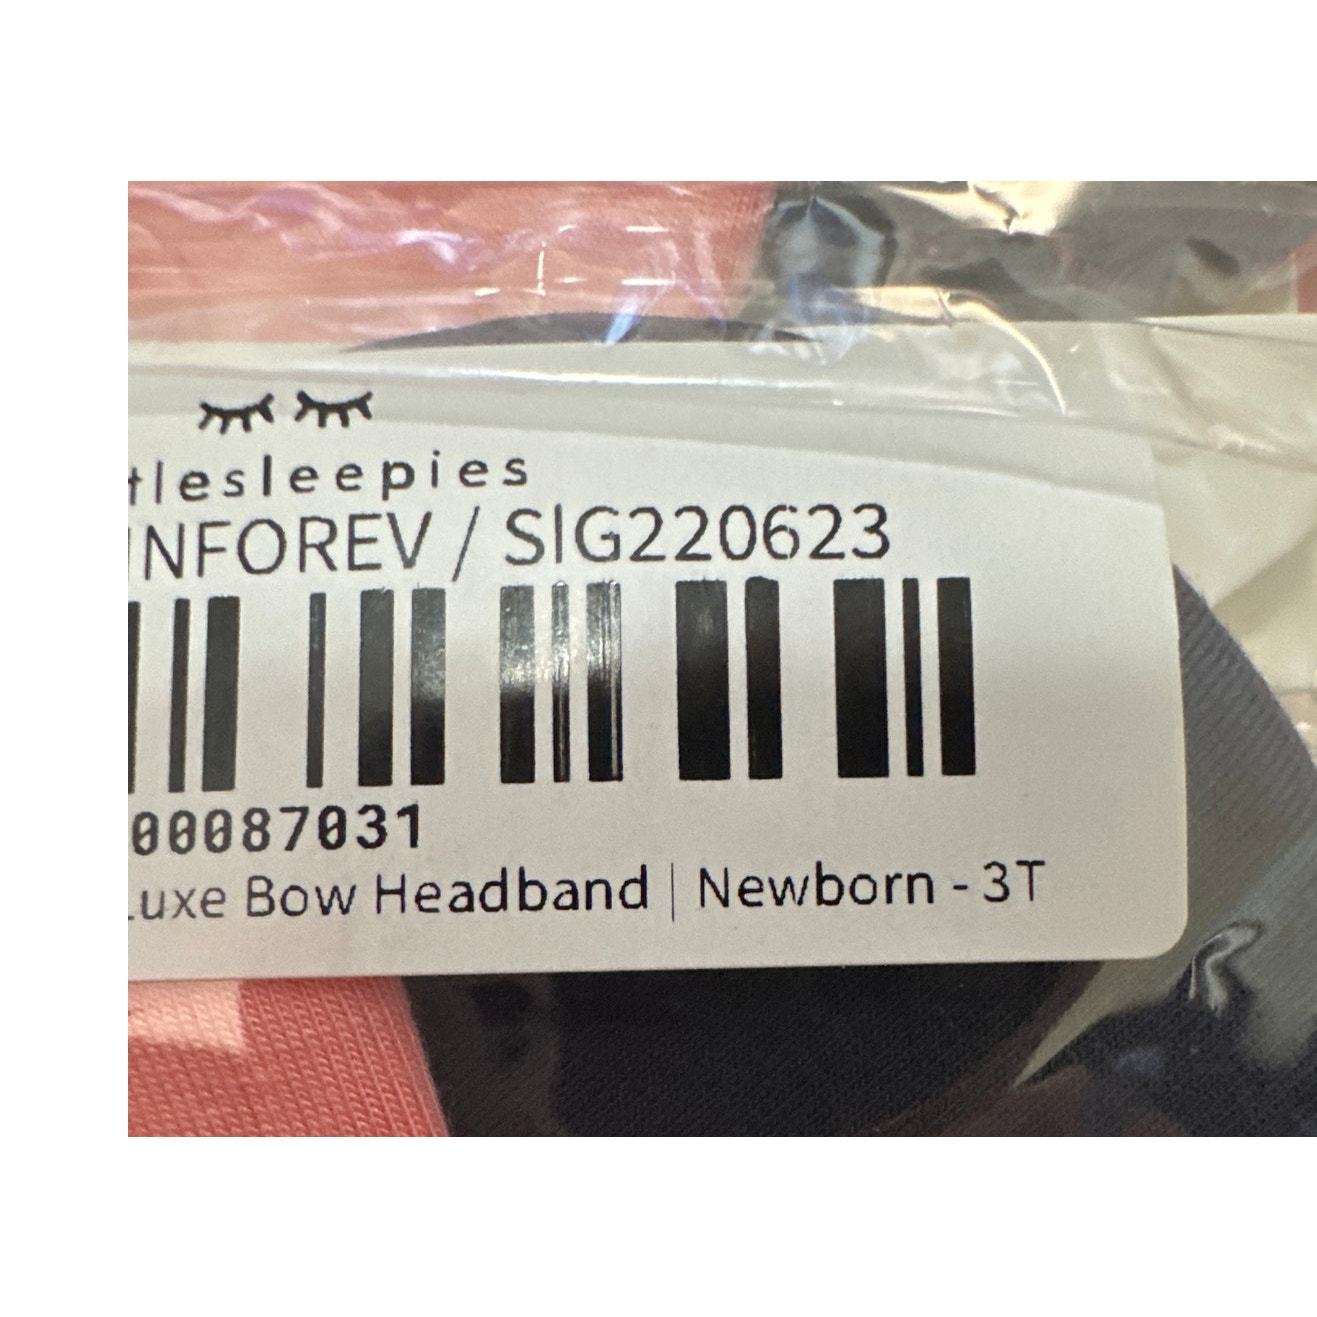 tlesleepies
INFOREV / SIG220623
00087031
Luxe Bow Headband | Newborn - 3T